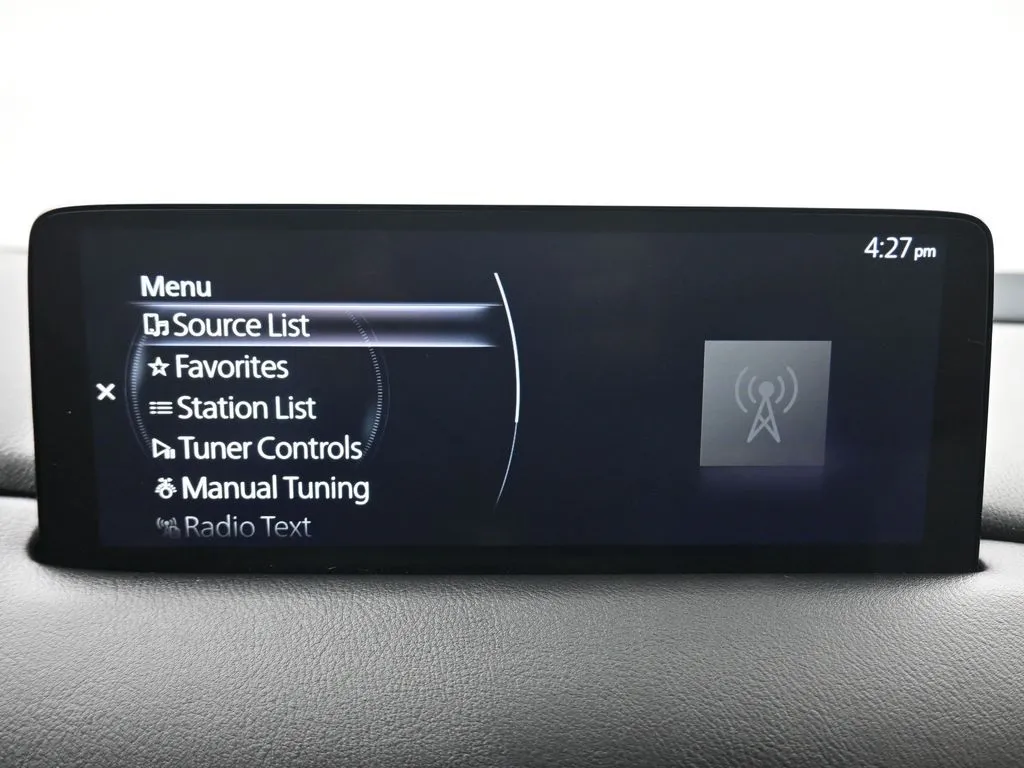 4:27 pm
Menu
Source List
Favorites
Station List
Tuner Controls
Manual Tuning
Radio Text